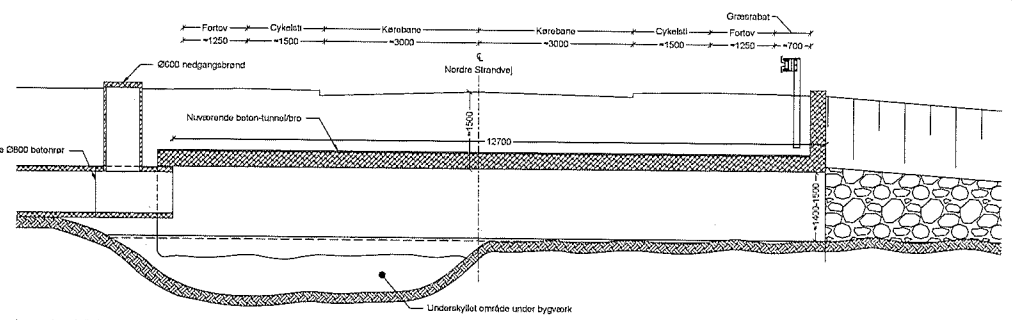 Græsrabat
Fortov Cykelsti Kørebane Kørebane Cykelsti Fortov
≈1250 ≈1500 ≈3000 ≈3000 ≈1500 ≈1250 ≈700
℄
Nordre Strandvej
Ø600 nedgangsbrønd
Nuværende beton-tunnel/bro
≈1500
12700
e Ø800 betonrør
≈1400-1500
Underskyllet område under bygværk